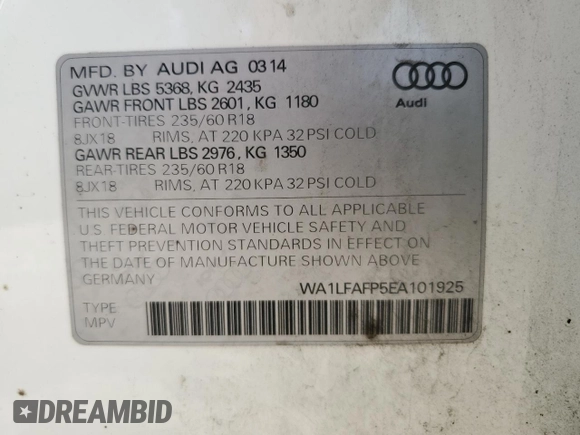 MFD. BY AUDI AG 0314
GVWR LBS 5368, KG 2435
GAWR FRONT LBS 2601, KG 1180
FRONT-TIRES 235/60 R18
8JX18 RIMS, AT 220 KPA 32 PSI COLD
GAWR REAR LBS 2976, KG 1350
REAR-TIRES 235/60 R18
8JX18 RIMS, AT 220 KPA 32 PSI COLD
Audi
THIS VEHICLE CONFORMS TO ALL APPLICABLE
U.S. FEDERAL MOTOR VEHICLE SAFETY AND
THEFT PREVENTION STANDARDS IN EFFECT ON
THE DATE OF MANUFACTURE SHOWN ABOVE
GERMANY
WA1LFAFP5EA101925
TYPE
MPV
DREAMBID